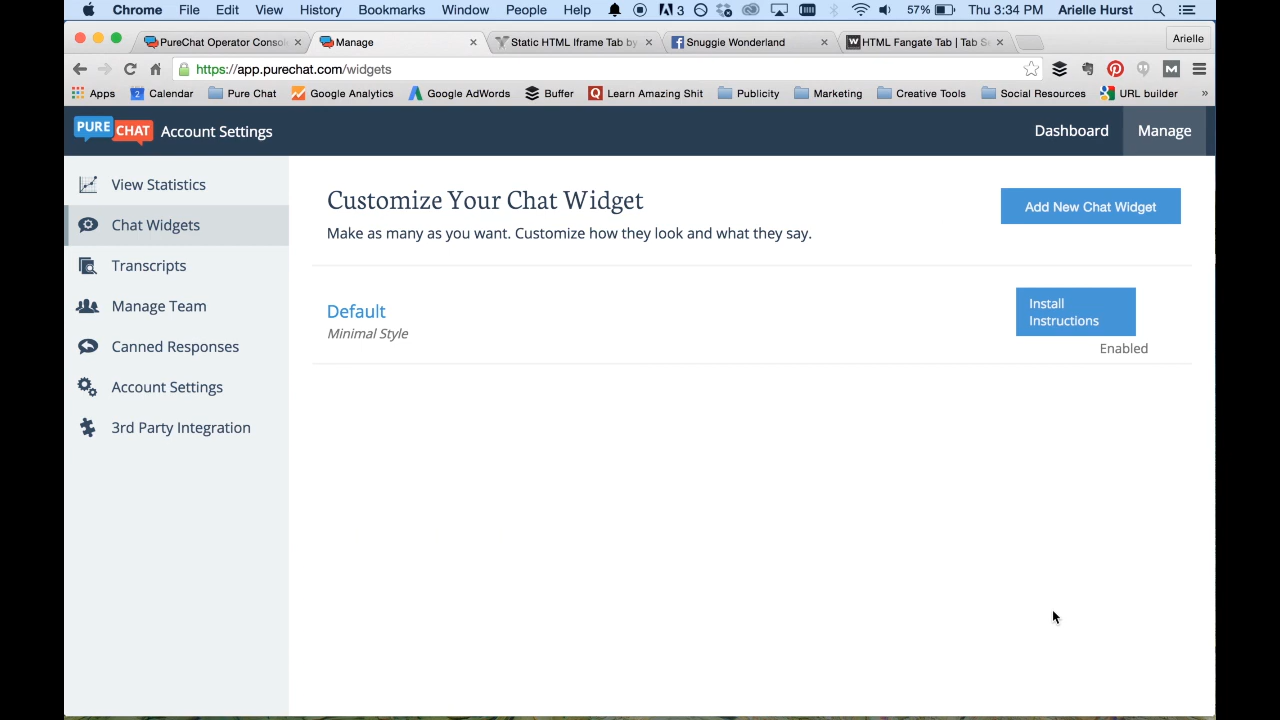 Chrome File Edit View History Bookmarks Window People Help 3 57% Thu 3:34 PM Arielle Hurst
PureChat Operator Consol Manage Static HTML Iframe Tab by Snuggie Wonderland HTML Fangate Tab | Tab S Arielle
https://app.purechat.com/widgets
Apps 2 Calendar Pure Chat Google Analytics Google AdWords Buffer Q Learn Amazing Shit Publicity Marketing Creative Tools Social Resources URL builder »
PURE CHAT Account Settings Dashboard Manage
View Statistics
Chat Widgets
Transcripts
Manage Team
Canned Responses
Account Settings
3rd Party Integration
Customize Your Chat Widget
Make as many as you want. Customize how they look and what they say.
Add New Chat Widget
Default
Minimal Style
Install
Instructions
Enabled